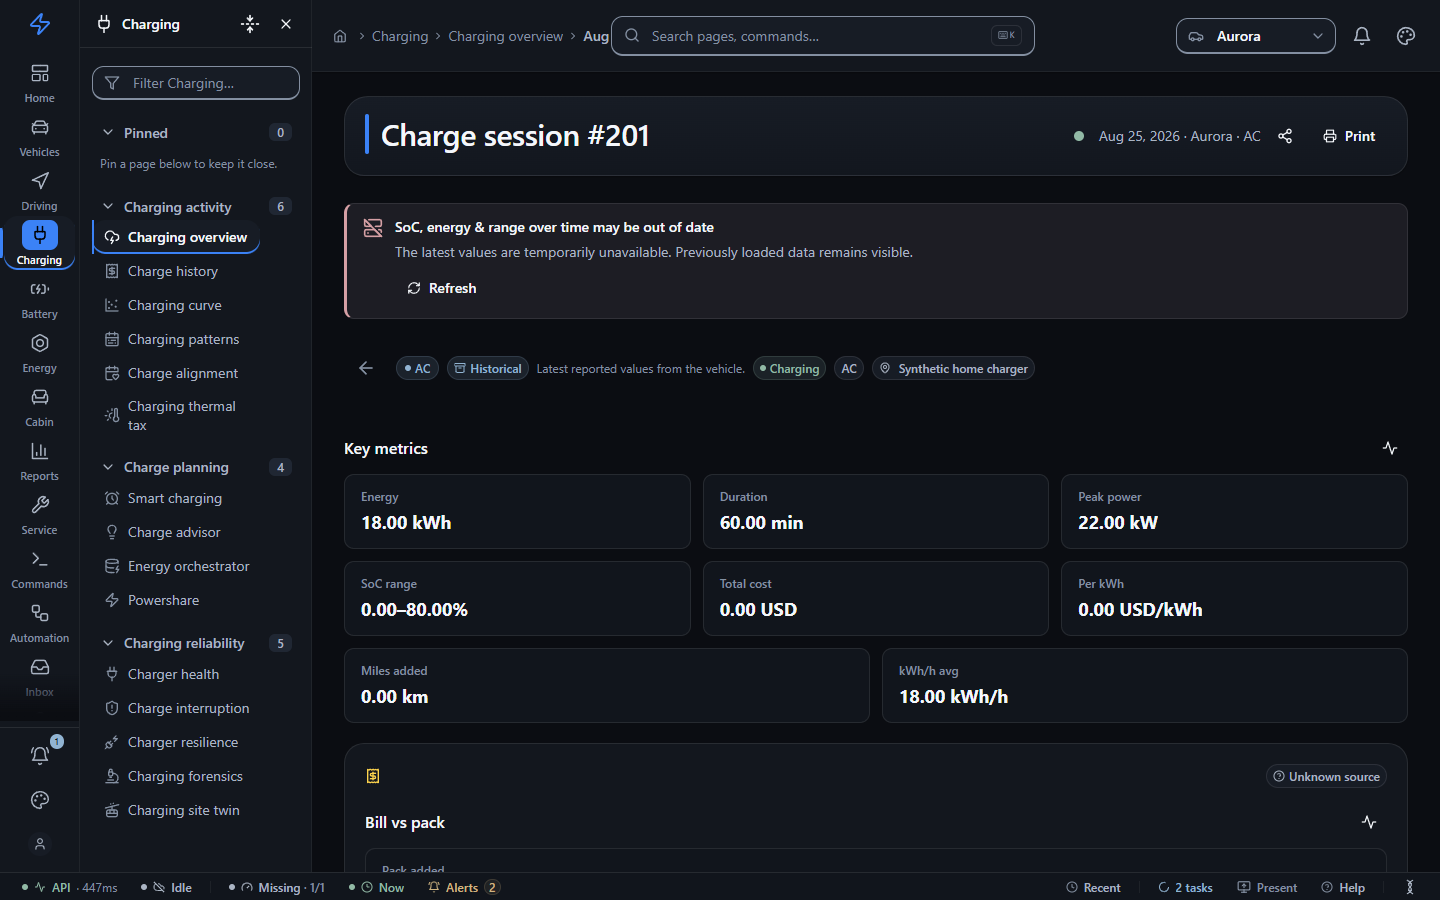 Charging
Charging
Charging overview
Aug
Search pages, commands...
K
Aurora
Home
Vehicles
Driving
Charging
Battery
Energy
Cabin
Reports
Service
Commands
Automation
Inbox
1
Filter Charging...
Pinned
0
Pin a page below to keep it close.
Charging activity
6
Charging overview
Charge history
Charging curve
Charging patterns
Charge alignment
Charging thermal
tax
Charge planning
4
Smart charging
Charge advisor
Energy orchestrator
Powershare
Charging reliability
5
Charger health
Charge interruption
Charger resilience
Charging forensics
Charging site twin
Charge session #201
Aug 25, 2026 · Aurora · AC
Print
SoC, energy & range over time may be out of date
The latest values are temporarily unavailable. Previously loaded data remains visible.
Refresh
AC
Historical
Latest reported values from the vehicle.
Charging
AC
Synthetic home charger
Key metrics
Energy
18.00 kWh
Duration
60.00 min
Peak power
22.00 kW
SoC range
0.00–80.00%
Total cost
0.00 USD
Per kWh
0.00 USD/kWh
Miles added
0.00 km
kWh/h avg
18.00 kWh/h
Unknown source
Bill vs pack
Pack added
API · 447ms
Idle
Missing · 1/1
Now
Alerts 2
Recent
2 tasks
Present
Help